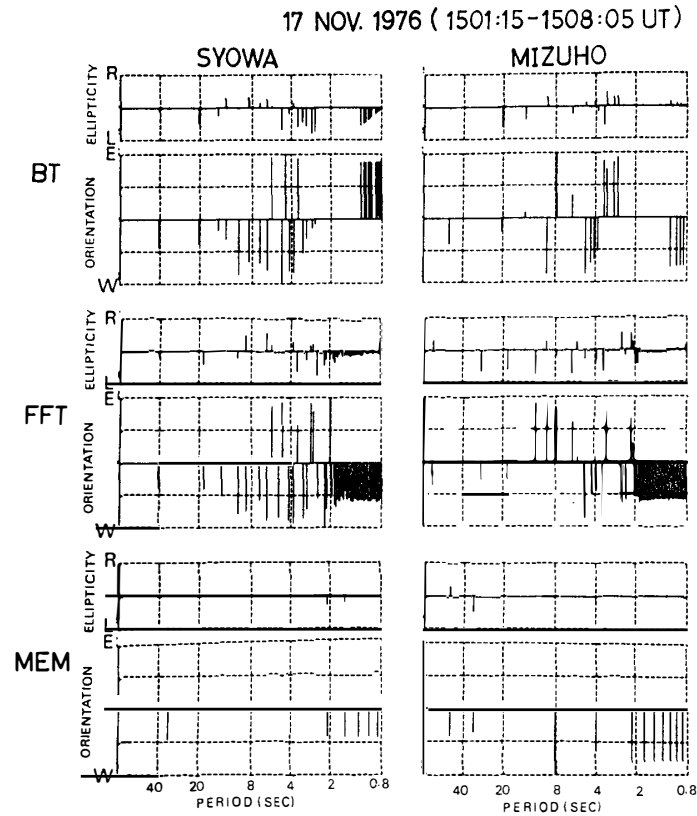 17 NOV. 1976 ( 1501:15-1508:05 UT)
SYOWA
MIZUHO
BT
R
ELLIPTICITY
L
E
ORIENTATION
W
FFT
R
ELLIPTICITY
L
E
ORIENTATION
W
MEM
R
ELLIPTICITY
L
E
ORIENTATION
W
40 20 8 4 2 0.8
PERIOD (SEC)
40 20 8 4 2 0.8
PERIOD (SEC)